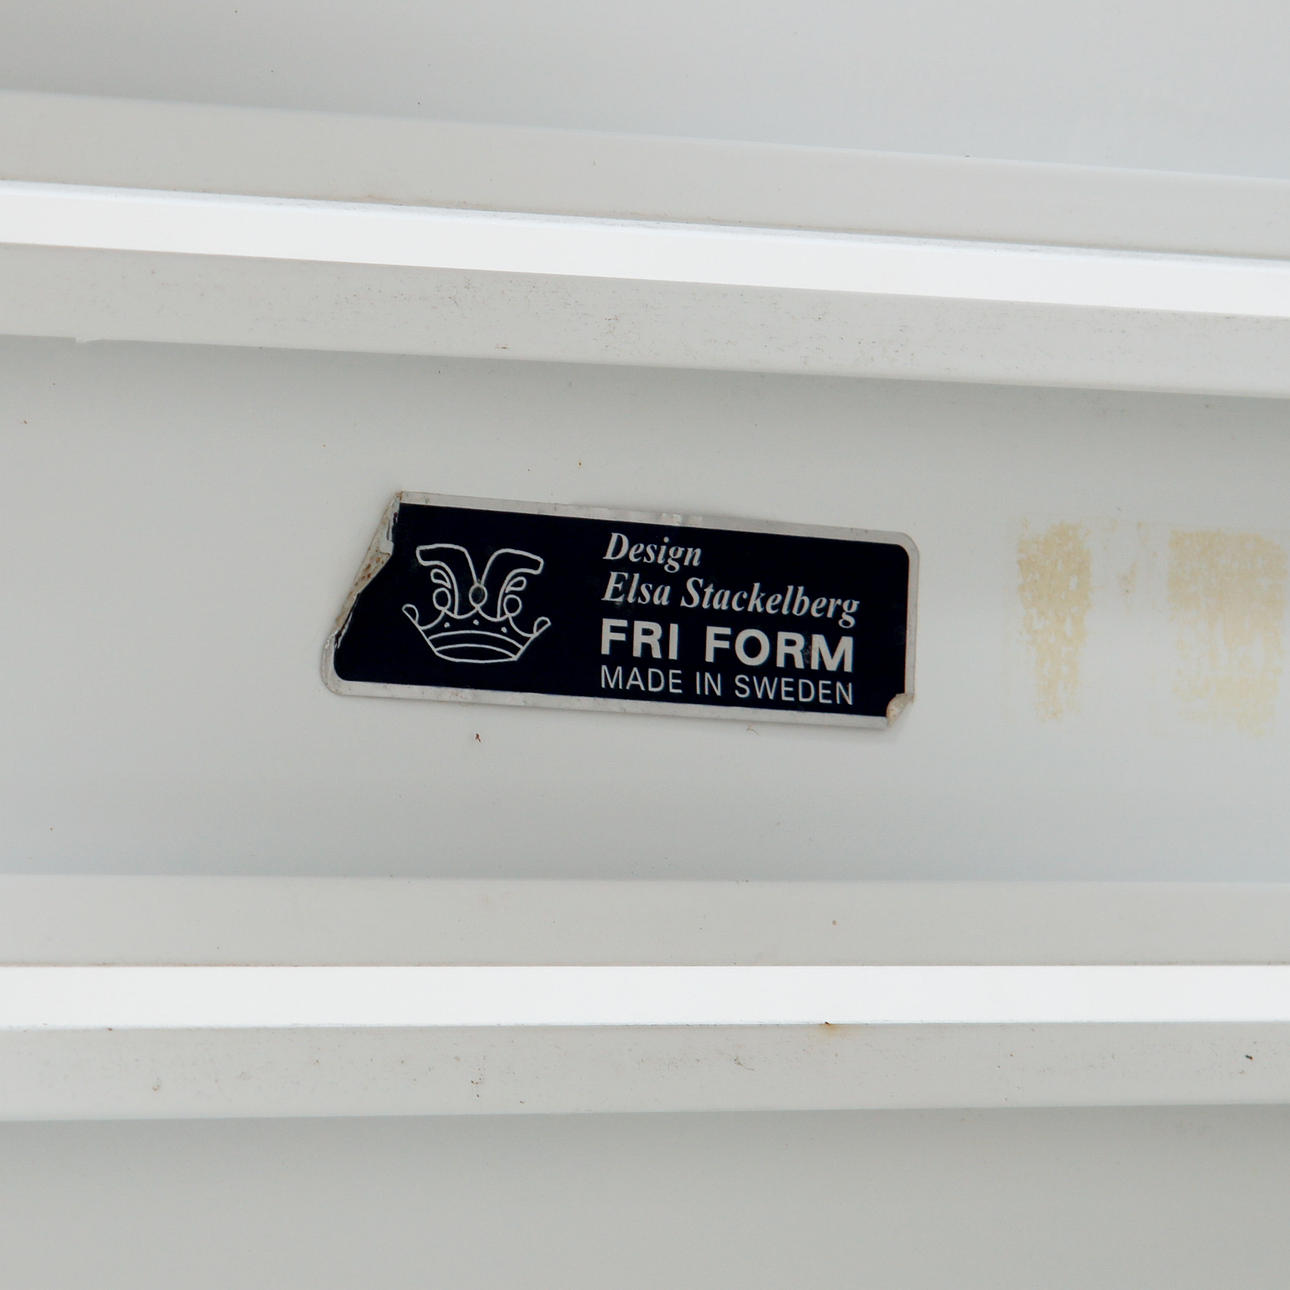 Design
Elsa Stackelberg
FRI FORM
MADE IN SWEDEN